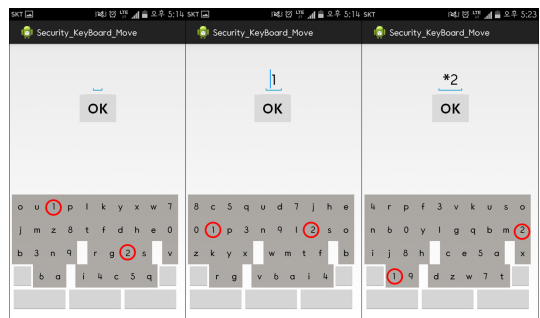 SKT 오후 5:14
Security_KeyBoard_Move
OK
o u 1 p l k y x w 7
j m z 8 t f d h e 0
b 3 n 9 r g 2 s v
6 a i 4 c 5 q
SKT 오후 5:14
Security_KeyBoard_Move
1
OK
8 c 5 q u d 7 j h e
0 1 p 3 n 9 l 2 s o
z k y x w m t f b
r g v 6 a i 4
SKT 오후 5:23
Security_KeyBoard_Move
*2
OK
4 r p f 3 v k u s o
n b 0 y l g q b m 2
i j 8 h c e 5 a x
1 9 d z w 7 t